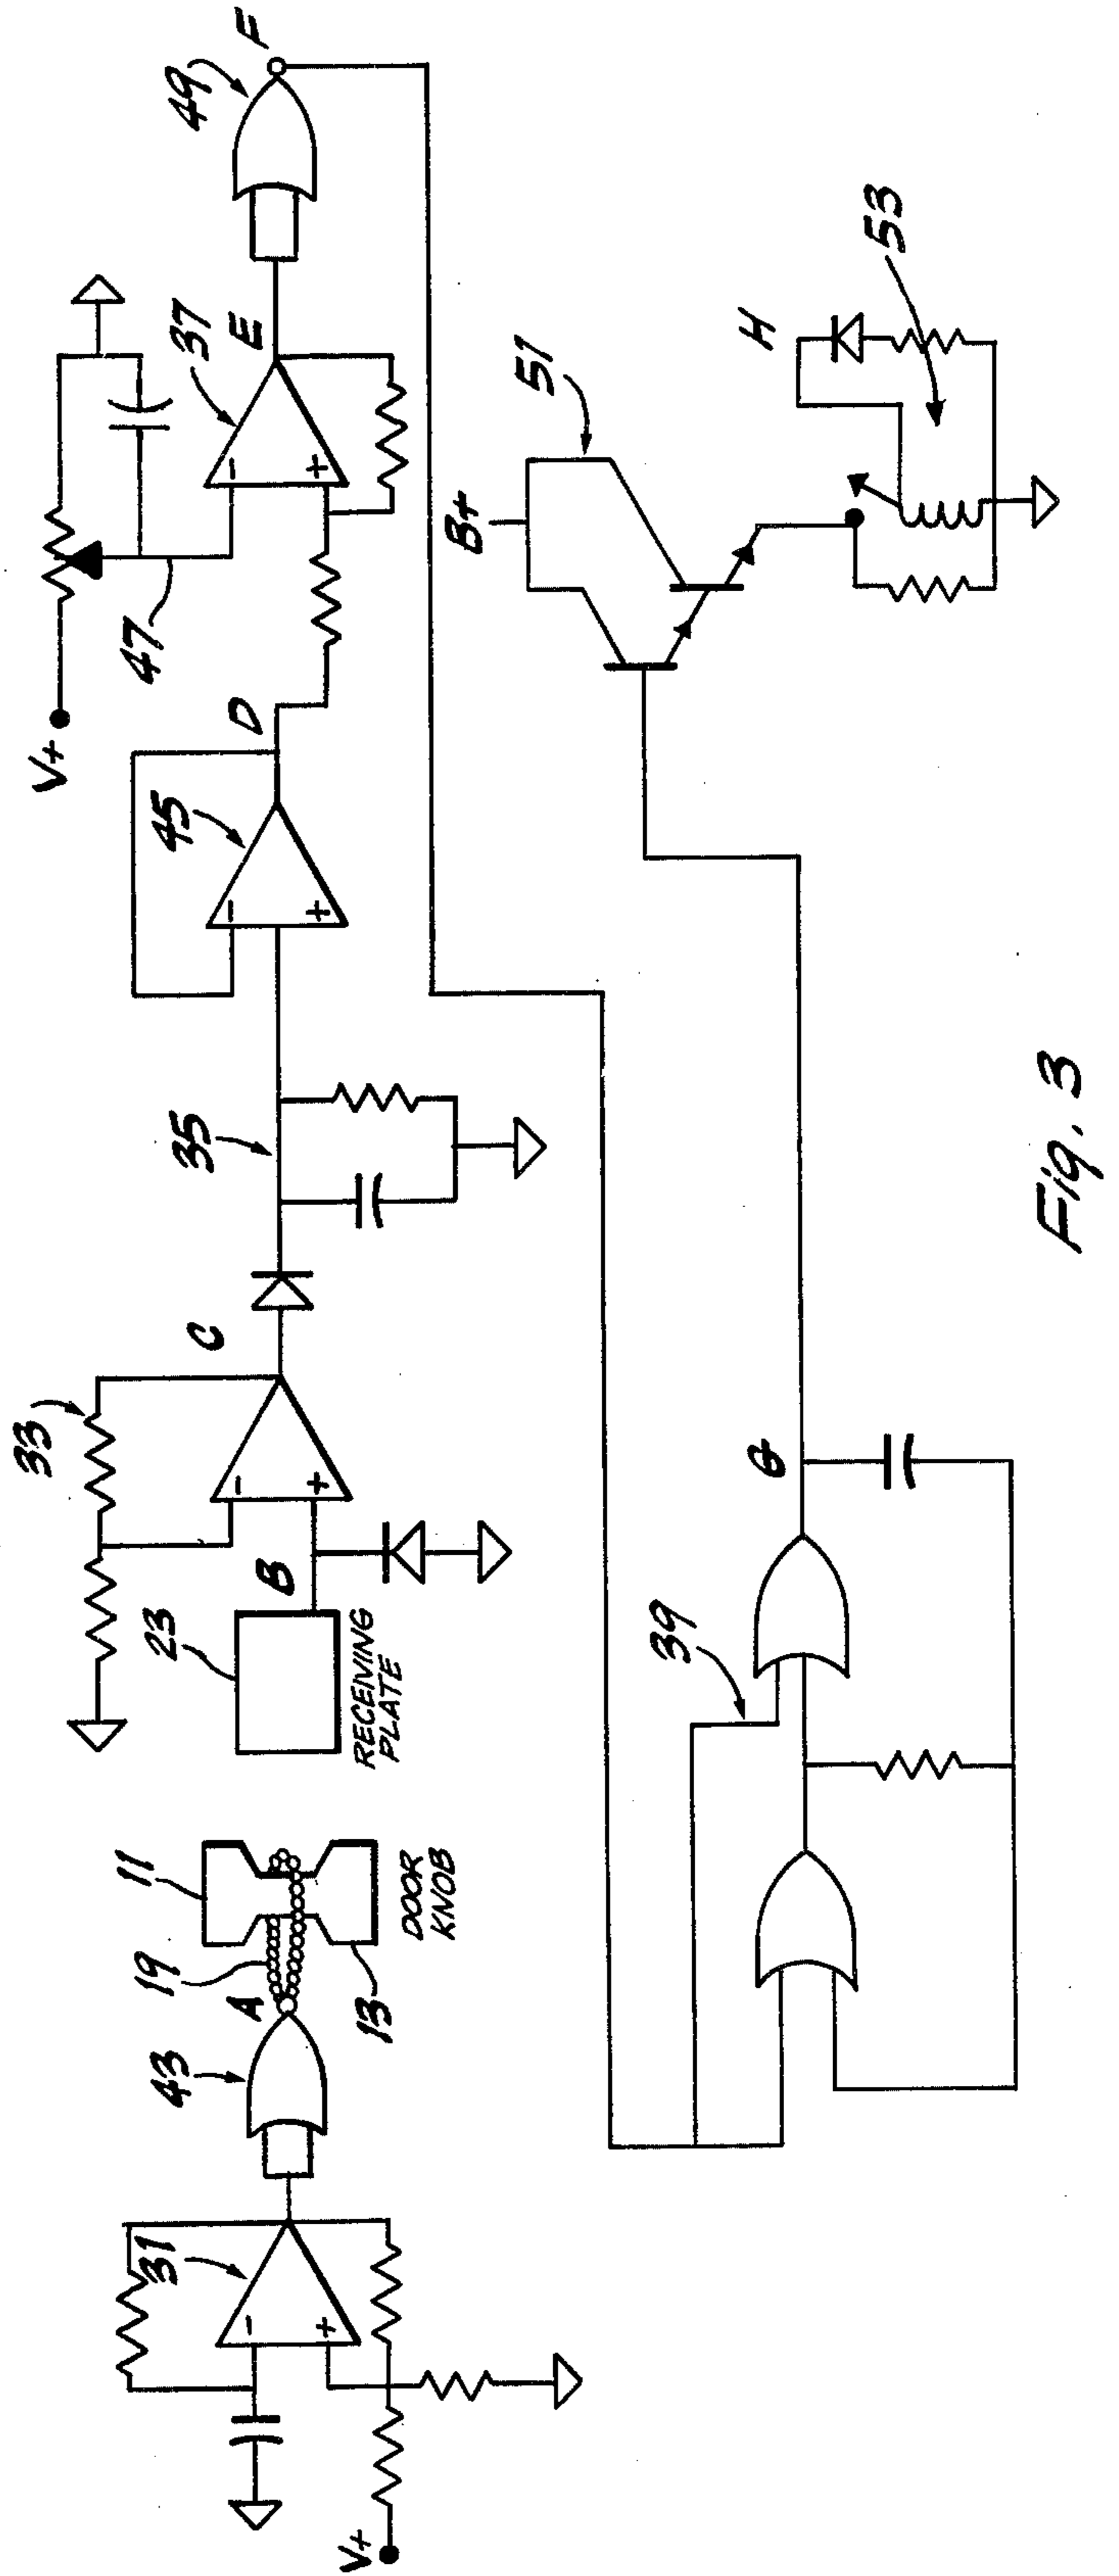 V+
31
43
A
19
11
13
DOOR
KNOB
23
RECEIVING
PLATE
B
33
C
35
45
D
V+
47
37
E
49
F
39
G
B+
51
H
53
-
+
-
+
-
+
-
+
Fig. 3